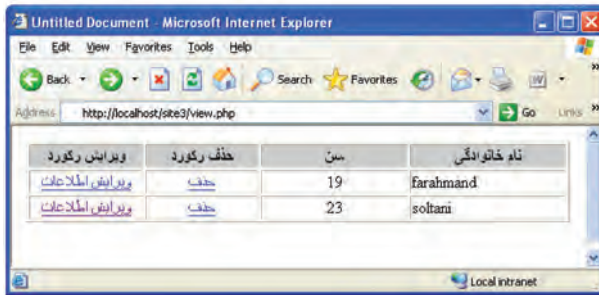 Untitled Document - Microsoft Internet Explorer
File Edit View Favorites Tools Help
Back Search Favorites
Address http://localhost/site3/view.php Go Links
نام خانوادگی سن حذف رکورد ویرایش رکورد
farahmand 19 حذف ویرایش اطلاعات
soltani 23 حذف ویرایش اطلاعات
Local intranet